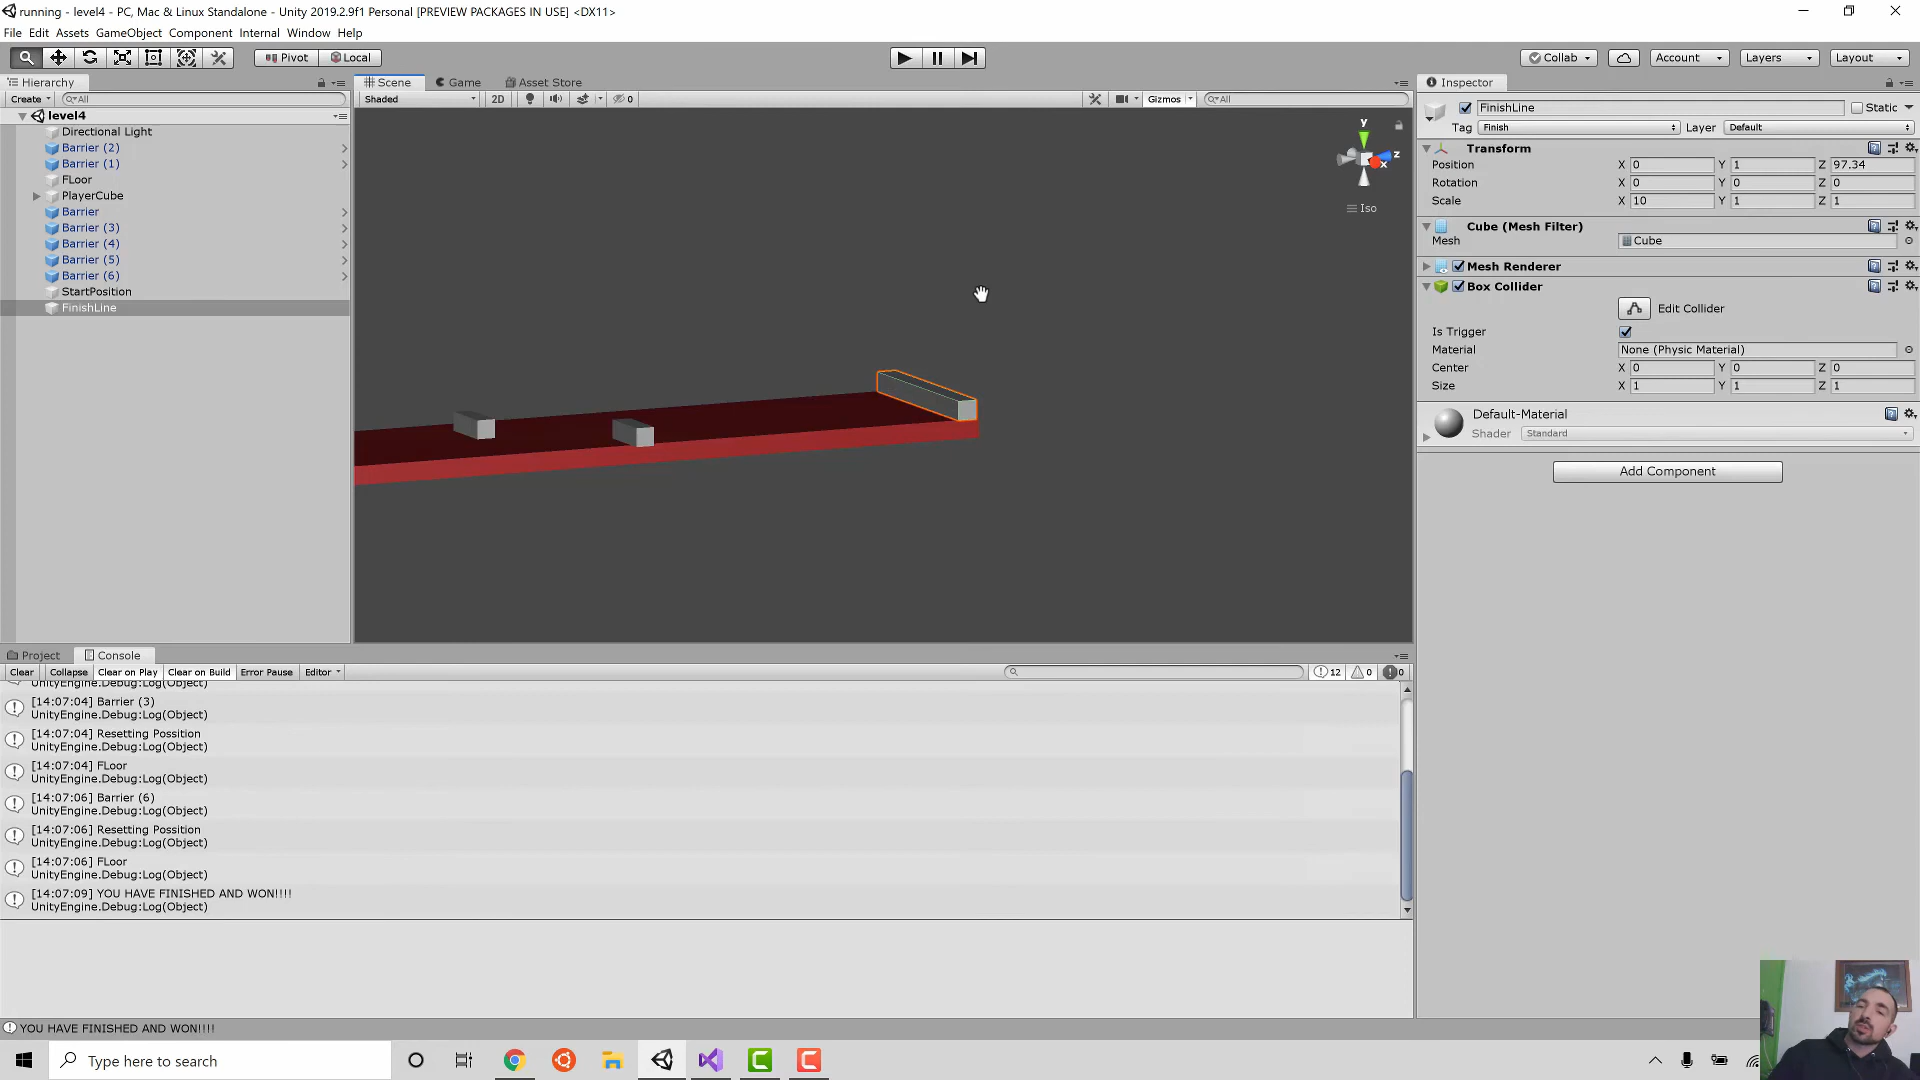 running - level4 - PC, Mac & Linux Standalone - Unity 2019.2.9f1 Personal [PREVIEW PACKAGES IN USE] <DX11>
File Edit Assets GameObject Component Internal Window Help
Pivot Local Collab Account Layers Layout
Hierarchy Scene Game Asset Store Inspector
Create All Shaded 2D 0 Gizmos All
level4
Directional Light
Barrier (2)
Barrier (1)
FLoor
PlayerCube
Barrier
Barrier (3)
Barrier (4)
Barrier (5)
Barrier (6)
StartPosition
FinishLine
y
z
x
Iso
FinishLine Static
Tag Finish Layer Default
Transform
Position X 0 Y 1 Z 97.34
Rotation X 0 Y 0 Z 0
Scale X 10 Y 1 Z 1
Cube (Mesh Filter)
Mesh Cube
Mesh Renderer
Box Collider
Edit Collider
Is Trigger
Material None (Physic Material)
Center X 0 Y 0 Z 0
Size X 1 Y 1 Z 1
Default-Material
Shader Standard
Add Component
Project Console
Clear Collapse Clear on Play Clear on Build Error Pause Editor 12 0 0
UnityEngine.Debug:Log(Object)
[14:07:04] Barrier (3)
UnityEngine.Debug:Log(Object)
[14:07:04] Resetting Possition
UnityEngine.Debug:Log(Object)
[14:07:04] FLoor
UnityEngine.Debug:Log(Object)
[14:07:06] Barrier (6)
UnityEngine.Debug:Log(Object)
[14:07:06] Resetting Possition
UnityEngine.Debug:Log(Object)
[14:07:06] FLoor
UnityEngine.Debug:Log(Object)
[14:07:09] YOU HAVE FINISHED AND WON!!!!
UnityEngine.Debug:Log(Object)
YOU HAVE FINISHED AND WON!!!!
Type here to search